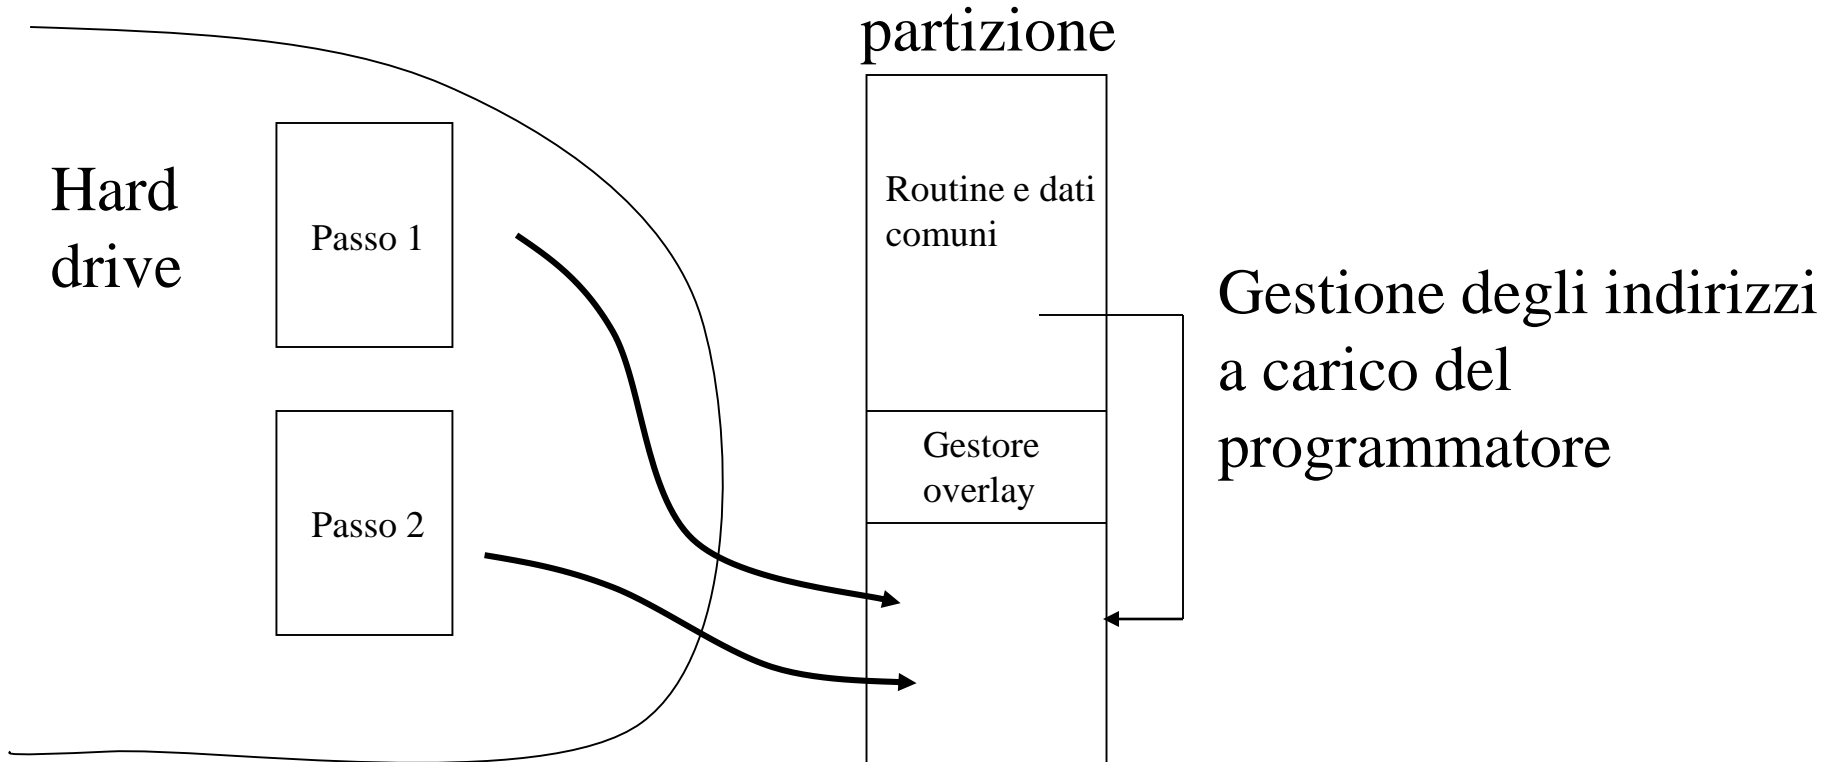 partizione
Hard
drive
Passo 1
Passo 2
Routine e dati
comuni
Gestore
overlay
Gestione degli indirizzi
a carico del
programmatore